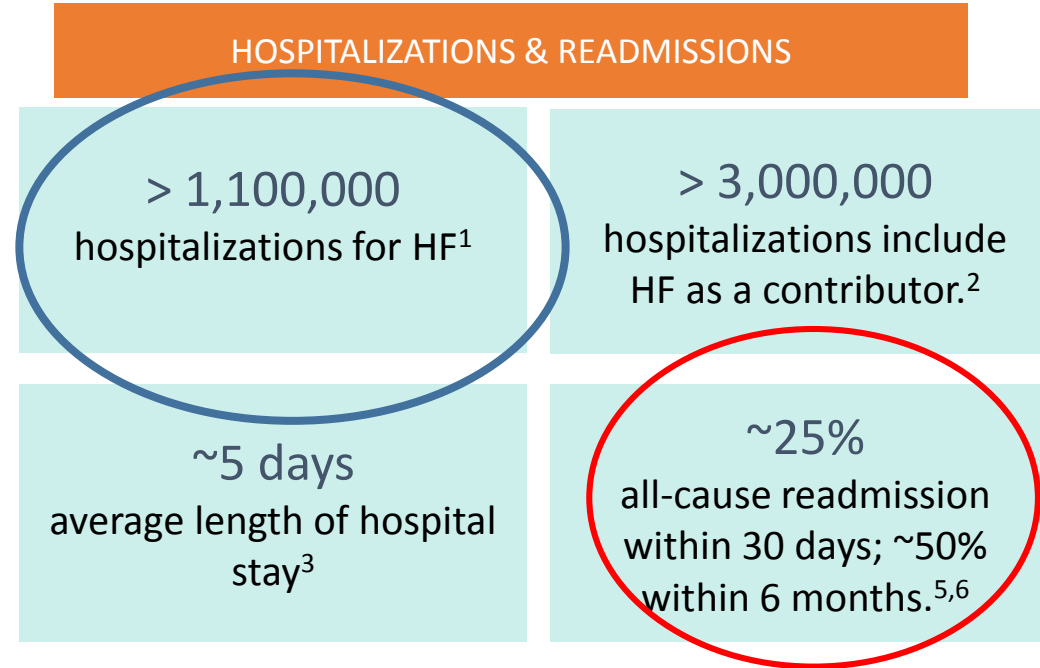 HOSPITALIZATIONS & READMISSIONS
> 1,100,000
hospitalizations for HF¹
> 3,000,000
hospitalizations include
HF as a contributor.²
~5 days
average length of hospital
stay³
~25%
all-cause readmission
within 30 days; ~50%
within 6 months.⁵,⁶